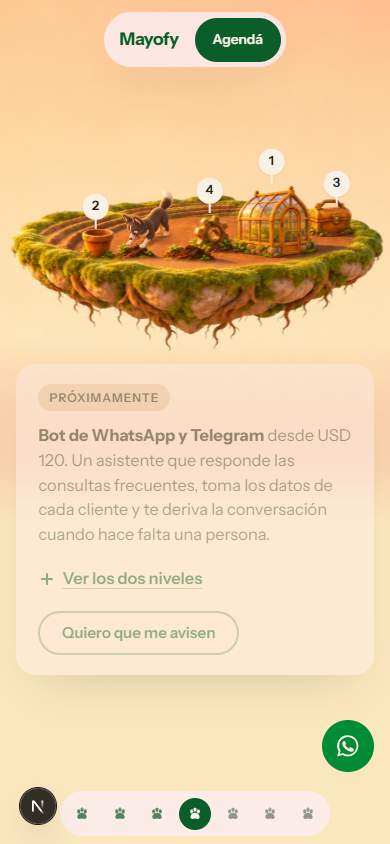 Mayofy
Agendá
1
2
4
3
PRÓXIMAMENTE
Bot de WhatsApp y Telegram desde USD
120. Un asistente que responde las
consultas frecuentes, toma los datos de
cada cliente y te deriva la conversación
cuando hace falta una persona.
+ Ver los dos niveles
Quiero que me avisen
N